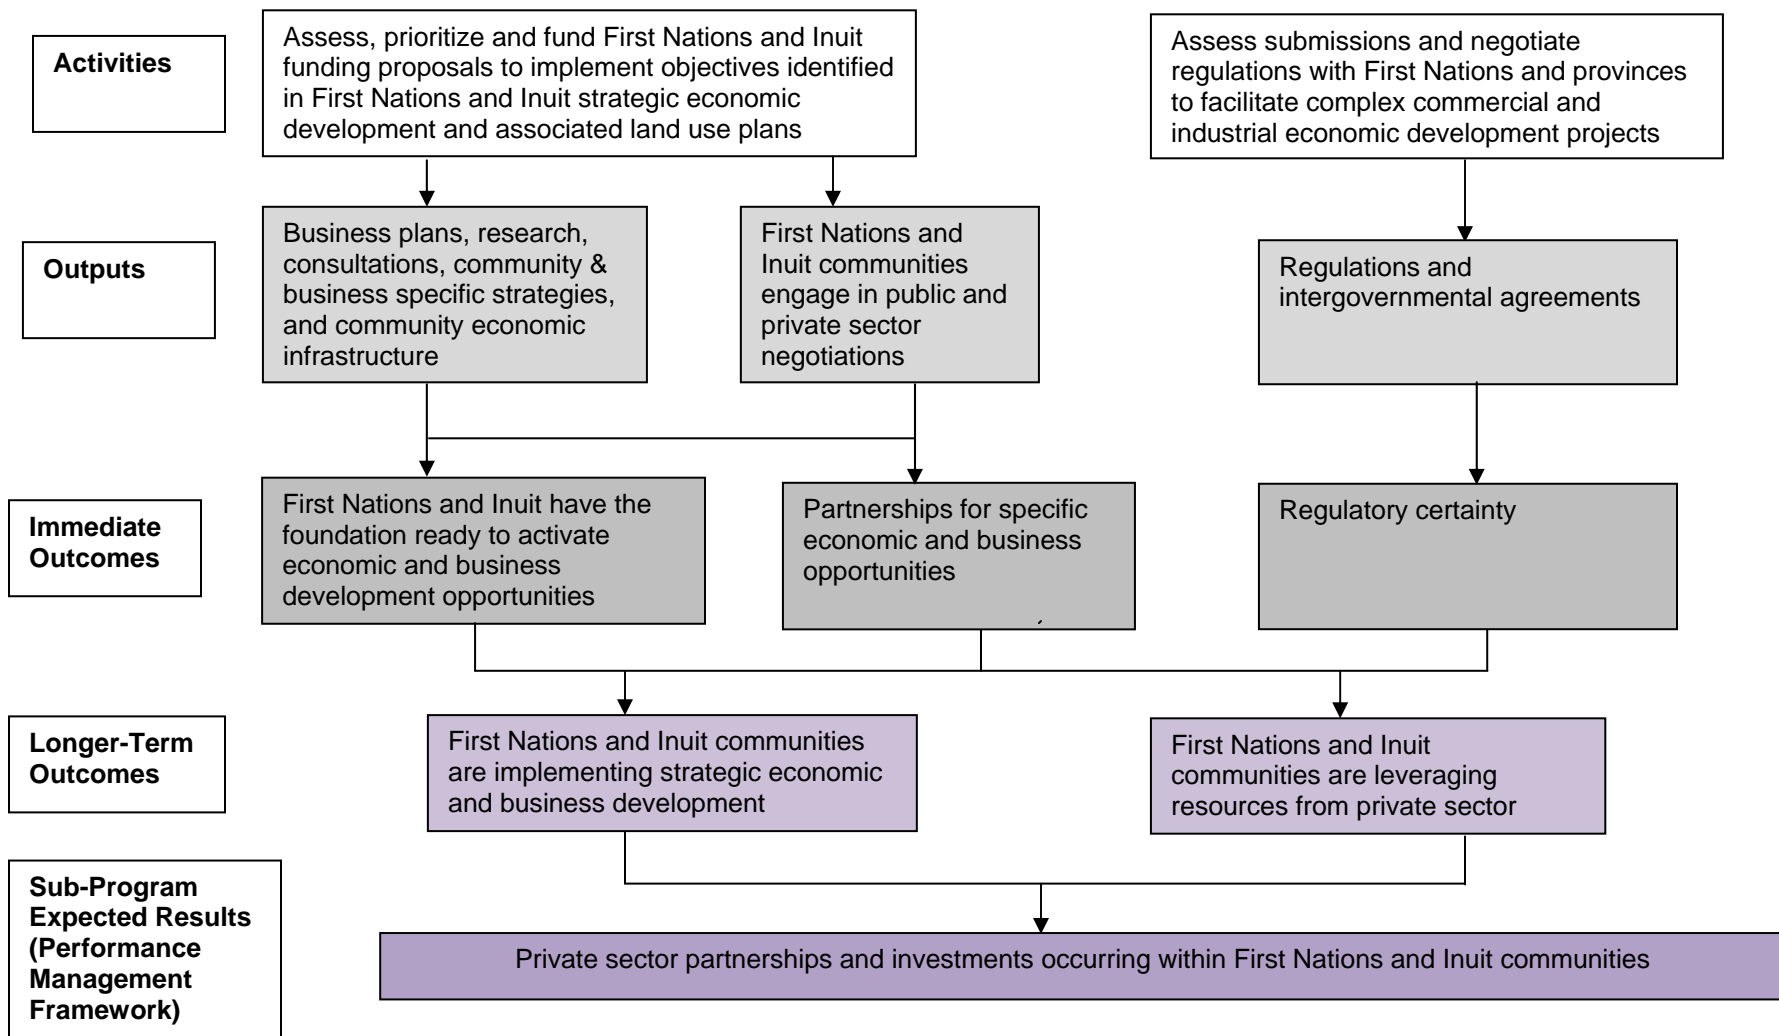 Activities
Assess, prioritize and fund First Nations and Inuit
funding proposals to implement objectives identified
in First Nations and Inuit strategic economic
development and associated land use plans
Assess submissions and negotiate
regulations with First Nations and provinces
to facilitate complex commercial and
industrial economic development projects
Outputs
Business plans, research,
consultations, community &
business specific strategies,
and community economic
infrastructure
First Nations and
Inuit communities
engage in public and
private sector
negotiations
Regulations and
intergovernmental agreements
Immediate
Outcomes
First Nations and Inuit have the
foundation ready to activate
economic and business
development opportunities
Partnerships for specific
economic and business
opportunities
Regulatory certainty
Longer-Term
Outcomes
First Nations and Inuit communities
are implementing strategic economic
and business development
First Nations and Inuit
communities are leveraging
resources from private sector
Sub-Program
Expected Results
(Performance
Management
Framework)
Private sector partnerships and investments occurring within First Nations and Inuit communities